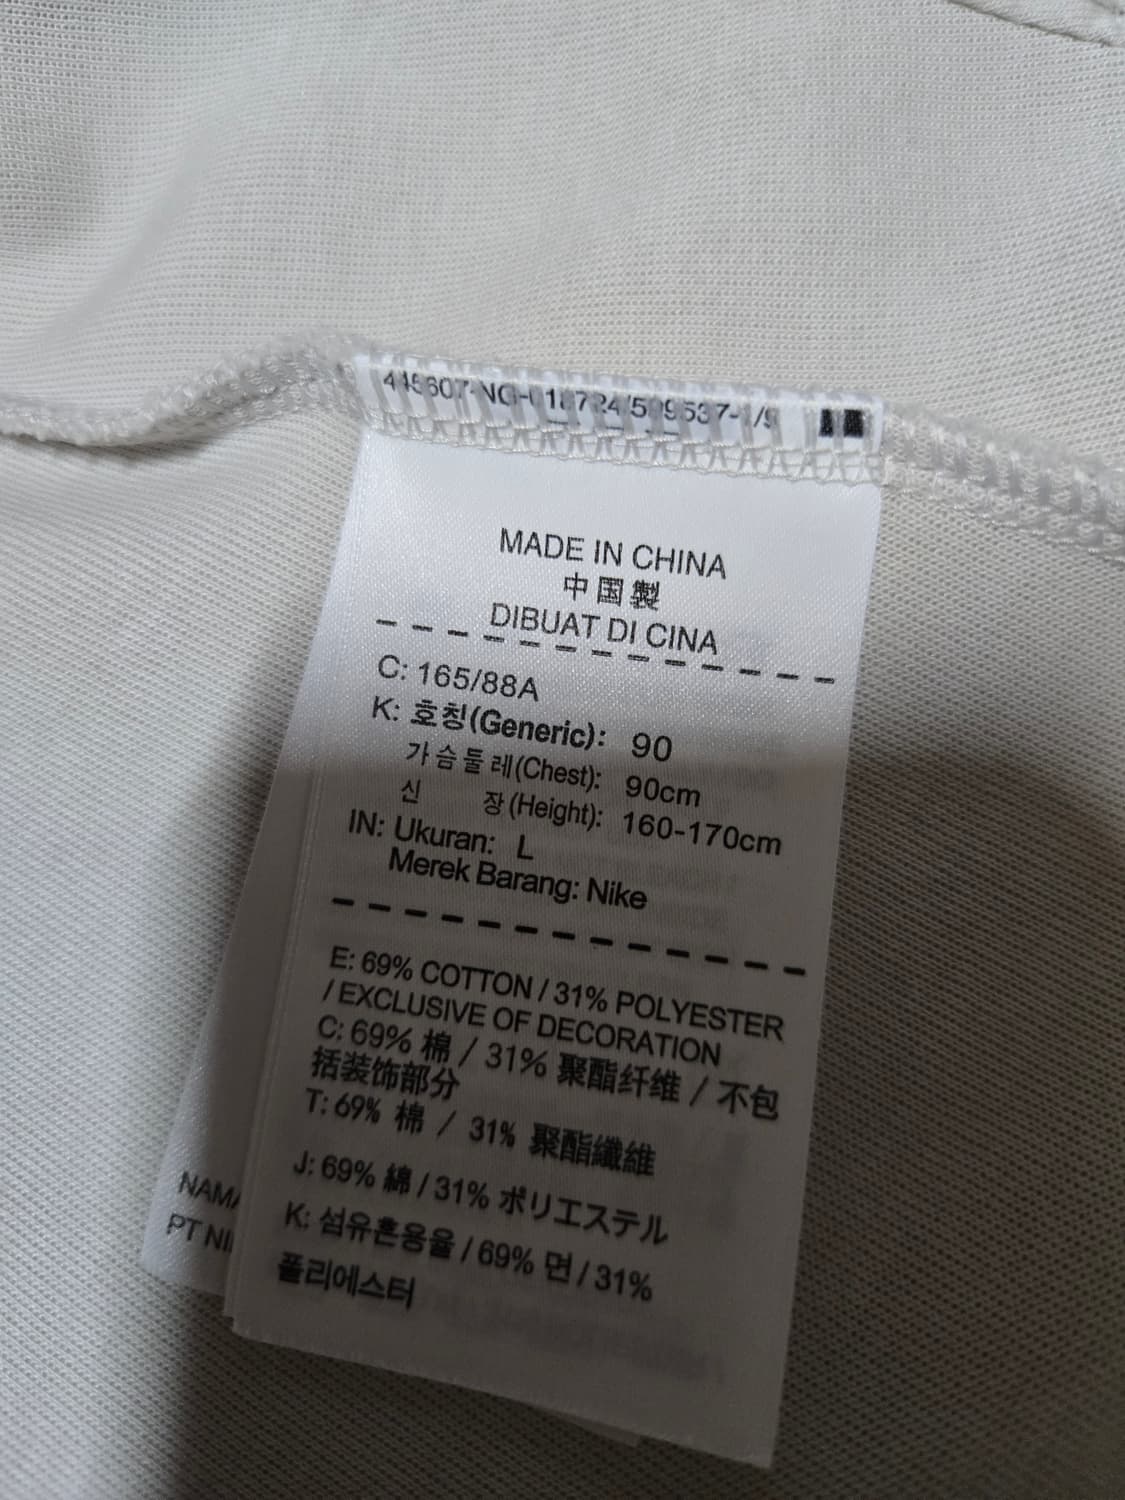 MADE IN CHINA
中国製
DIBUAT DI CINA
C: 165/88A
K: 호칭(Generic): 90
가슴둘레(Chest): 90cm
신 장(Height): 160-170cm
IN: Ukuran: L
Merek Barang: Nike
E: 69% COTTON / 31% POLYESTER
/ EXCLUSIVE OF DECORATION
C: 69% 棉 / 31% 聚酯纤维 / 不包
括装饰部分
T: 69% 棉 / 31% 聚酯纖維
J: 69% 綿 / 31% ポリエステル
K: 섬유혼용율 / 69% 면 / 31%
폴리에스터
PT